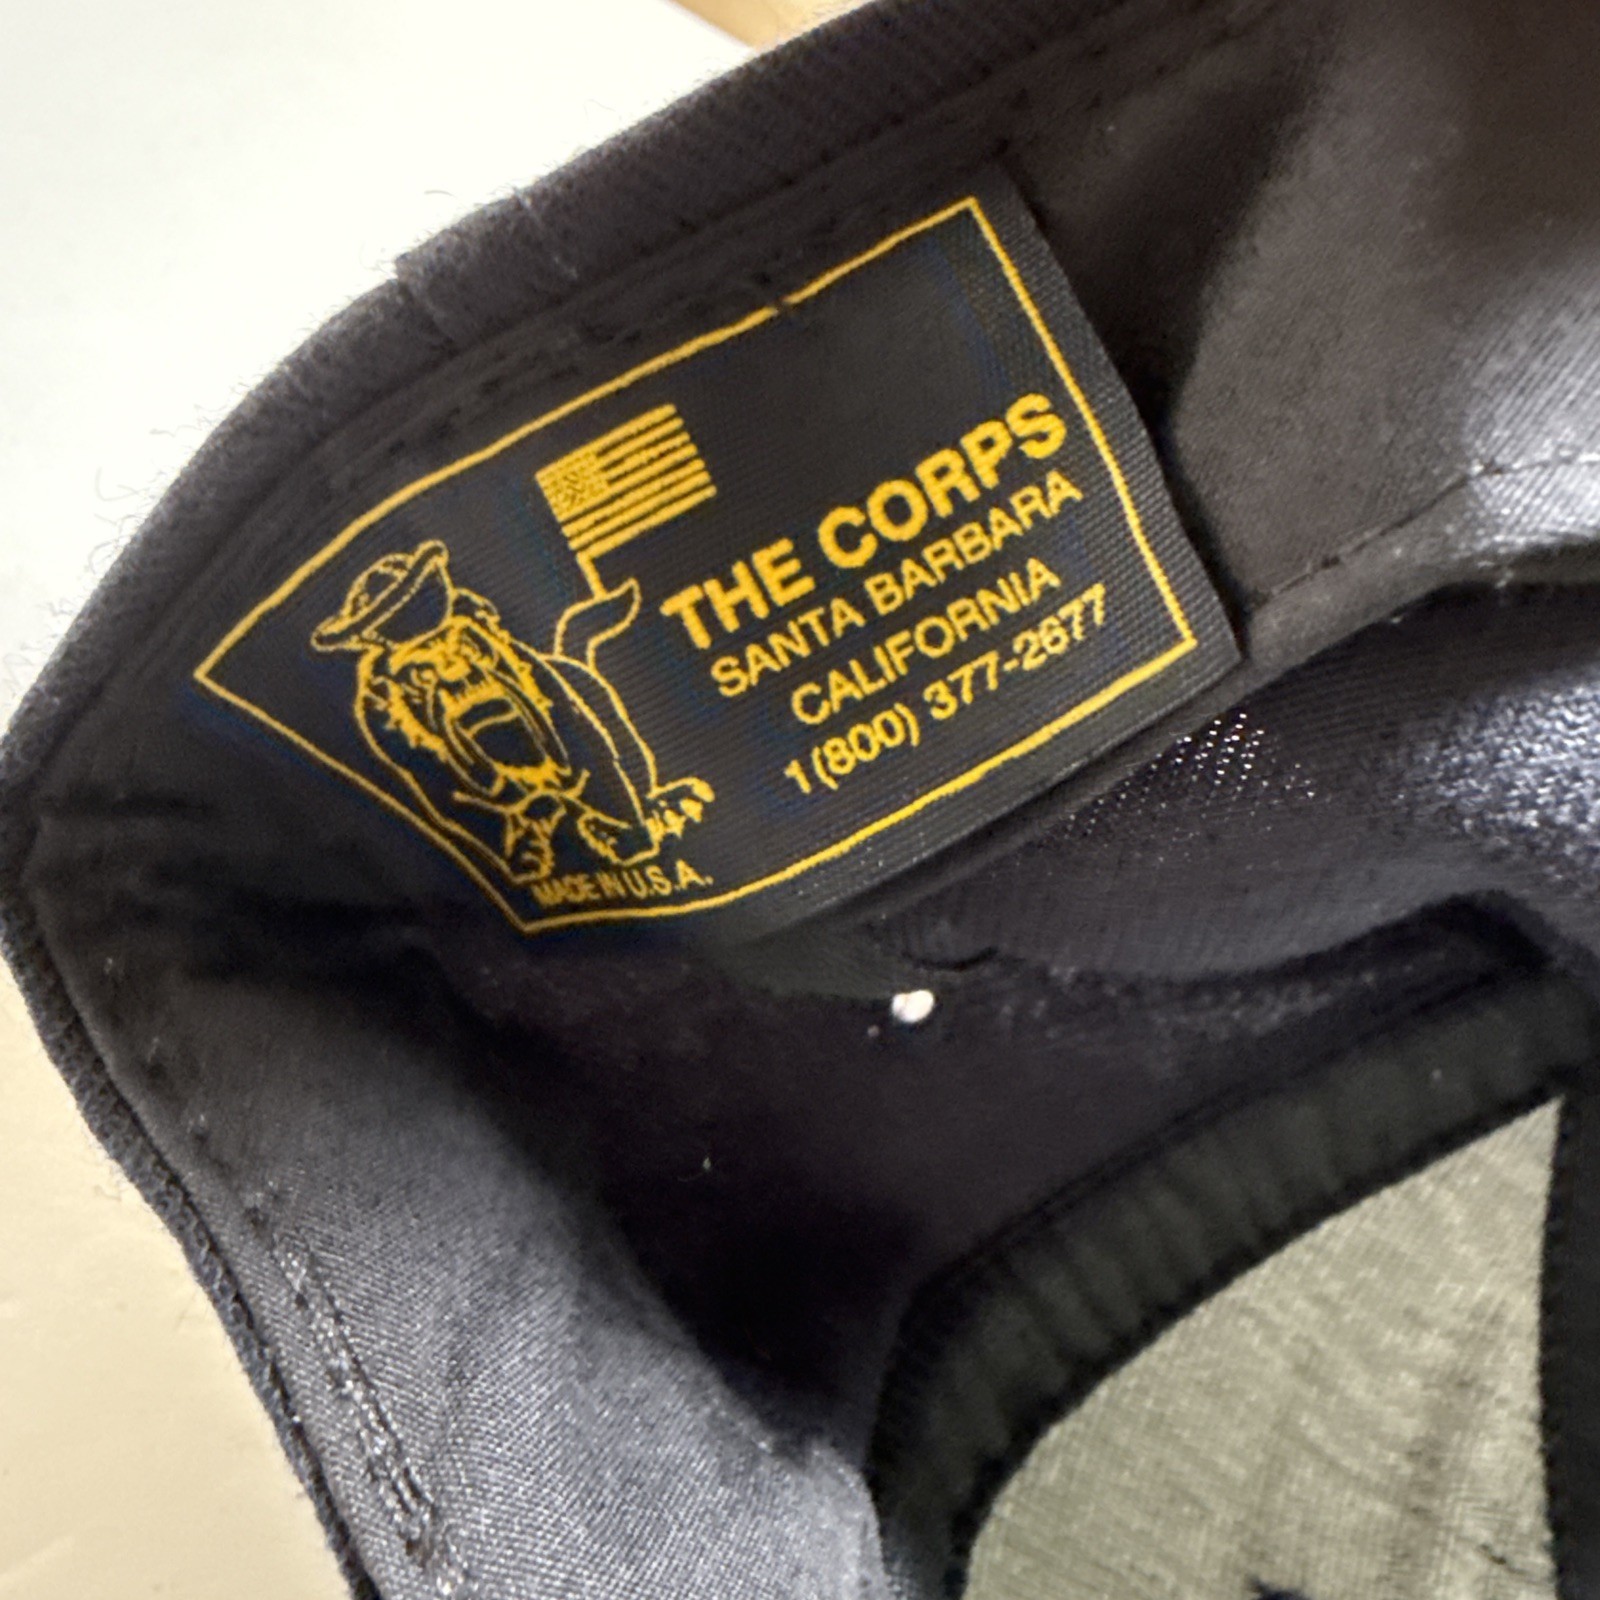 THE CORPS
SANTA BARBARA
CALIFORNIA
1 (800) 377-2677
MADE IN U.S.A.